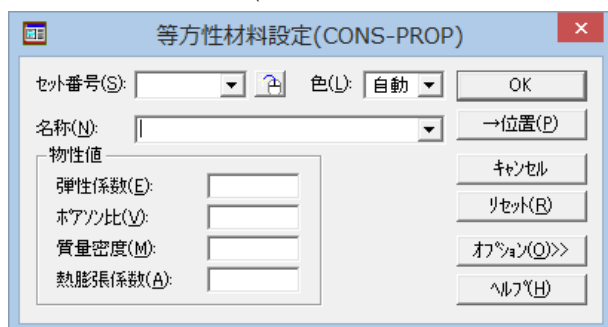 等方性材料設定(CONS-PROP)
セット番号(S):
色(L): 自動
OK
名称(N):
→位置(P)
物性値
キャンセル
弾性係数(E):
リセット(R)
ポアソン比(V):
質量密度(M):
オプション(O)>>
熱膨張係数(A):
ヘルプ(H)